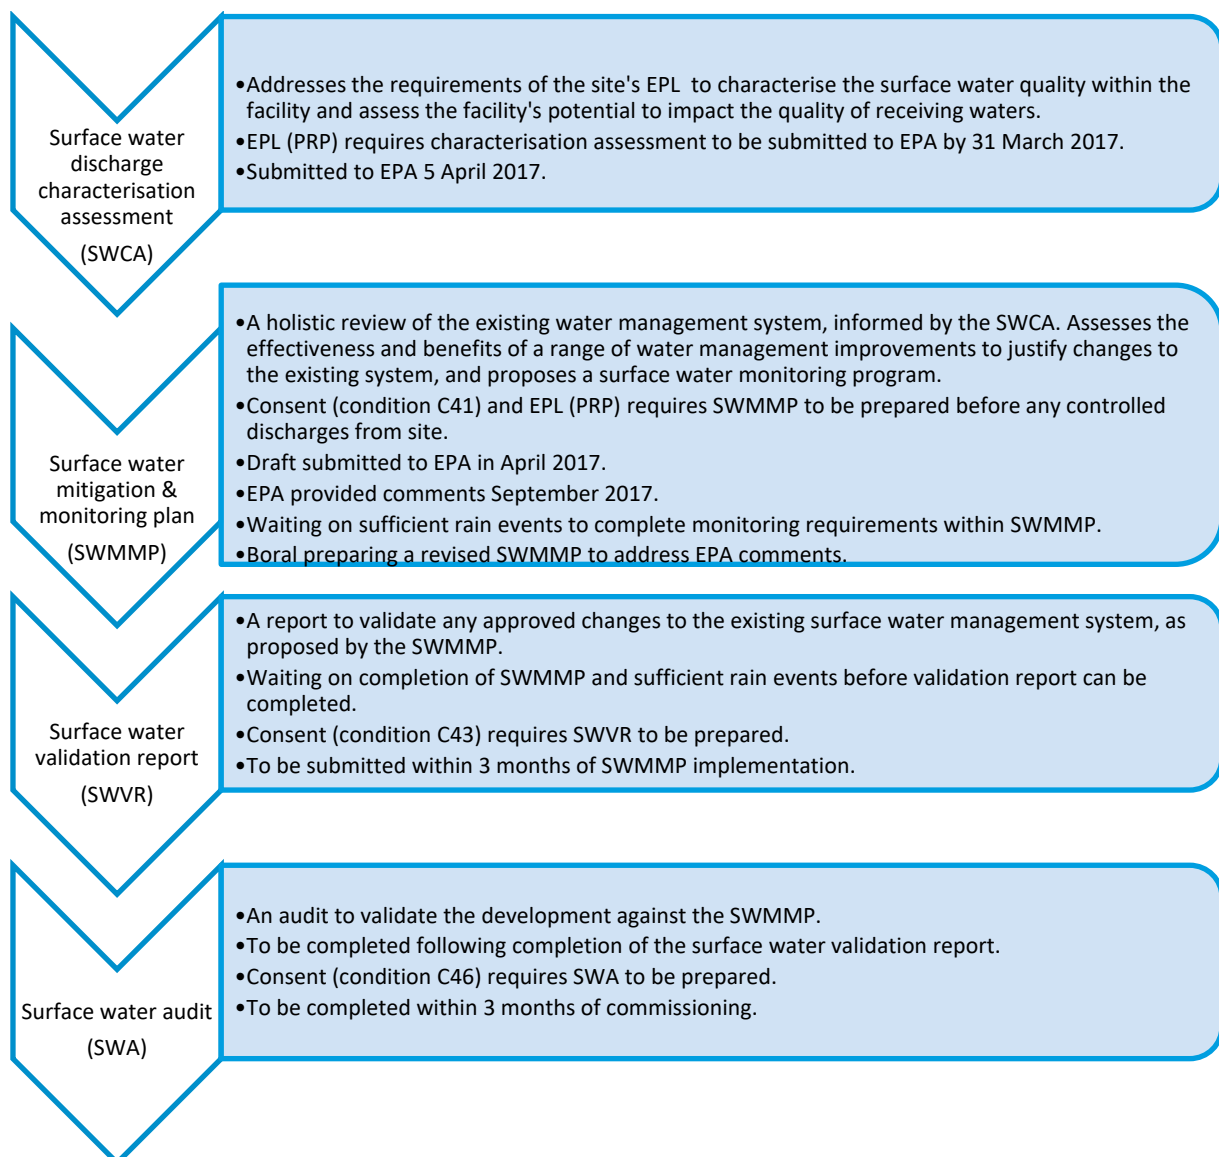 Surface water
discharge
characterisation
assessment
(SWCA)
•Addresses the requirements of the site's EPL to characterise the surface water quality within the
facility and assess the facility's potential to impact the quality of receiving waters.
•EPL (PRP) requires characterisation assessment to be submitted to EPA by 31 March 2017.
•Submitted to EPA 5 April 2017.
Surface water
mitigation &
monitoring plan
(SWMMP)
•A holistic review of the existing water management system, informed by the SWCA. Assesses the
effectiveness and benefits of a range of water management improvements to justify changes to
the existing system, and proposes a surface water monitoring program.
•Consent (condition C41) and EPL (PRP) requires SWMMP to be prepared before any controlled
discharges from site.
•Draft submitted to EPA in April 2017.
•EPA provided comments September 2017.
•Waiting on sufficient rain events to complete monitoring requirements within SWMMP.
•Boral preparing a revised SWMMP to address EPA comments.
Surface water
validation report
(SWVR)
•A report to validate any approved changes to the existing surface water management system, as
proposed by the SWMMP.
•Waiting on completion of SWMMP and sufficient rain events before validation report can be
completed.
•Consent (condition C43) requires SWVR to be prepared.
•To be submitted within 3 months of SWMMP implementation.
Surface water audit
(SWA)
•An audit to validate the development against the SWMMP.
•To be completed following completion of the surface water validation report.
•Consent (condition C46) requires SWA to be prepared.
•To be completed within 3 months of commissioning.